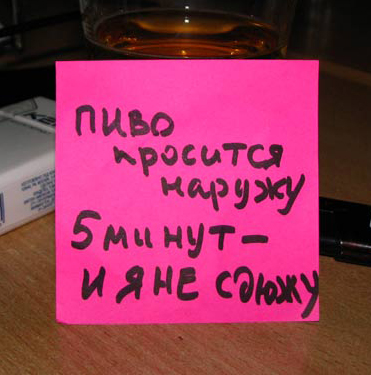 пиво
просится
наружу
5 минут –
и я не сдюжу